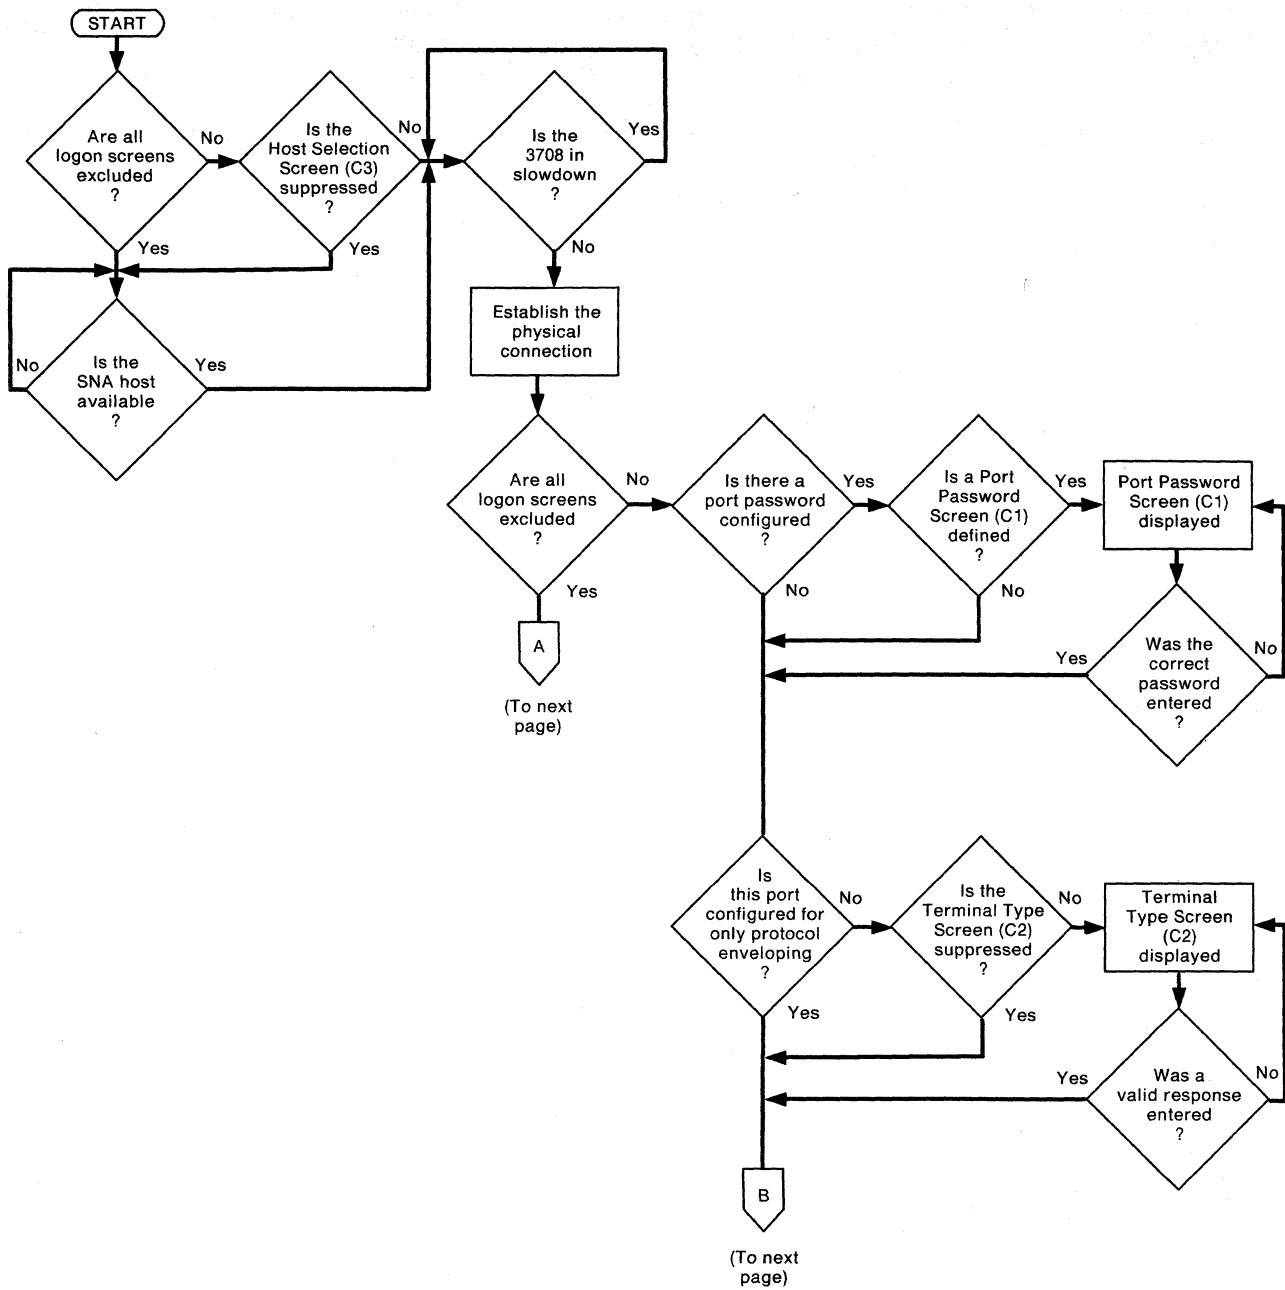 START
Are all
logon screens
excluded
?
No
Yes
Is the
Host Selection
Screen (C3)
suppressed
?
No
Yes
Is the
3708 in
slowdown
?
Yes
No
Is the
SNA host
available
?
No
Yes
Establish the
physical
connection
Are all
logon screens
excluded
?
No
Yes
A
(To next
page)
Is there a
port password
configured
?
Yes
No
Is a Port
Password
Screen (C1)
defined
?
Yes
No
Port Password
Screen (C1)
displayed
Was the
correct
password
entered
?
Yes
No
Is
this port
configured for
only protocol
enveloping
?
No
Yes
Is the
Terminal Type
Screen (C2)
suppressed
?
No
Yes
Terminal
Type Screen
(C2)
displayed
Was a
valid response
entered
?
Yes
No
B
(To next
page)